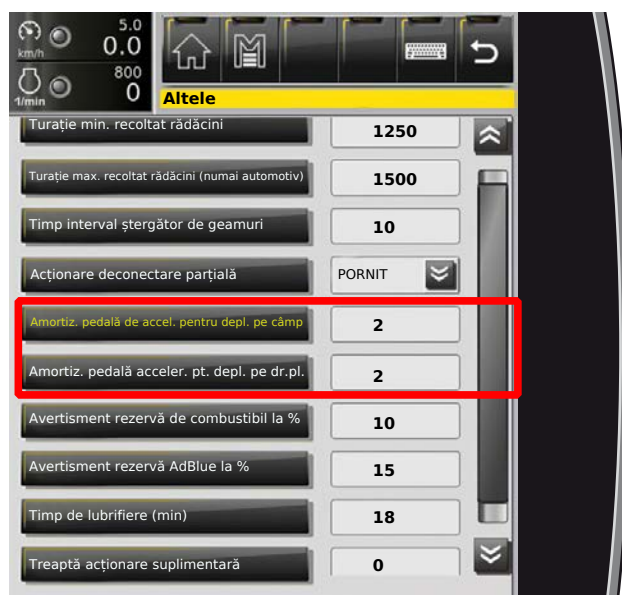 5.0
km/h 0.0
800
1/min 0
Altele
Turație min. recoltat rădăcini 1250
Turație max. recoltat rădăcini (numai automotiv) 1500
Timp interval ștergător de geamuri 10
Acționare deconectare parțială PORNIT
Amortiz. pedală de accel. pentru depl. pe câmp 2
Amortiz. pedală acceler. pt. depl. pe dr.pl. 2
Avertisment rezervă de combustibil la % 10
Avertisment rezervă AdBlue la % 15
Timp de lubrifiere (min) 18
Treaptă acționare suplimentară 0